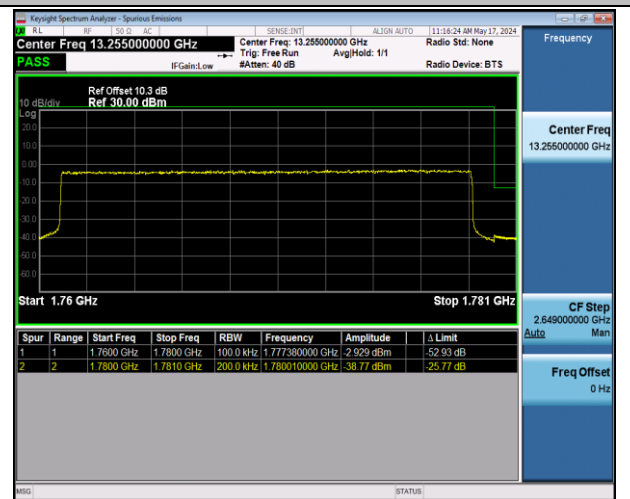 Keysight Spectrum Analyzer - Spurious Emissions
RL RF 50 Ω AC SENSE:INT ALIGN AUTO 11:16:24 AM May 17, 2024
Center Freq 13.255000000 GHz Center Freq: 13.255000000 GHz Radio Std: None Frequency
Trig: Free Run Avg|Hold: 1/1
PASS IFGain:Low #Atten: 40 dB Radio Device: BTS
Ref Offset 10.3 dB
10 dB/div Ref 30.00 dBm
Log
20.0
10.0
0.00
10.0
20.0
30.0
40.0
50.0
60.0
Start 1.76 GHz Stop 1.781 GHz
Center Freq
13.255000000 GHz
CF Step
2.649000000 GHz
Auto Man
Freq Offset
0 Hz
Spur Range Start Freq Stop Freq RBW Frequency Amplitude Δ Limit
1 1 1.7600 GHz 1.7800 GHz 100.0 kHz 1.777380000 GHz -2.929 dBm -52.93 dB
2 2 1.7800 GHz 1.7810 GHz 200.0 kHz 1.780010000 GHz -38.77 dBm -25.77 dB
MSG STATUS